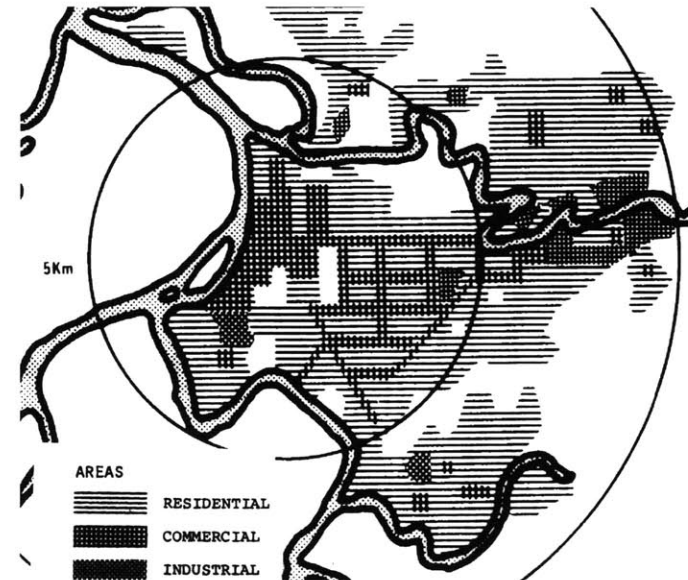 5Km
AREAS
RESIDENTIAL
COMMERCIAL
INDUSTRIAL